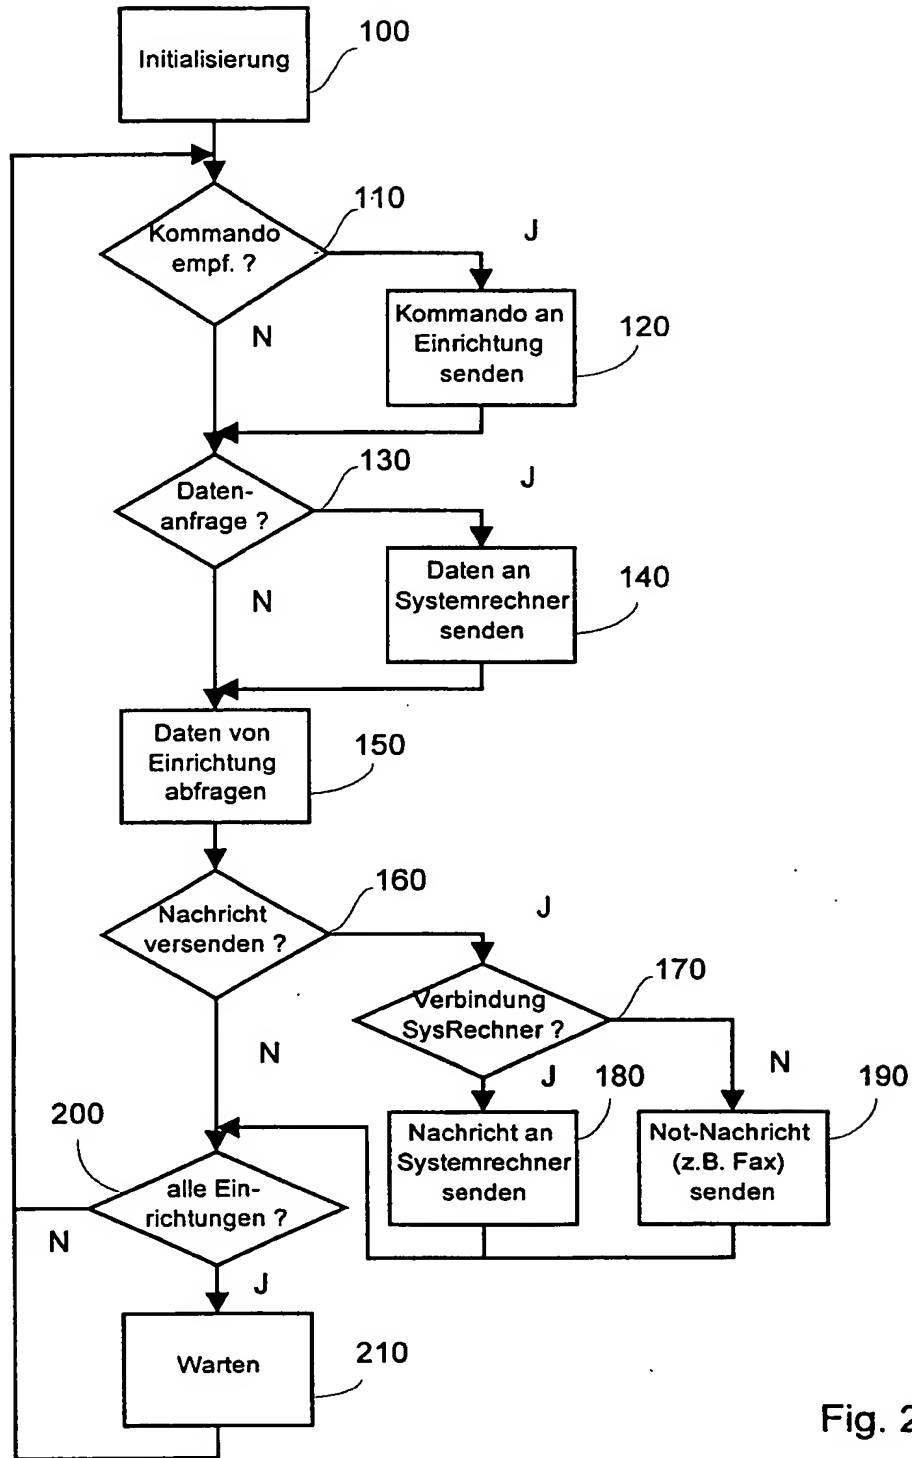 Initialisierung
100
Kommando
empf. ?
110
J
N
Kommando an
Einrichtung
senden
120
Daten-
anfrage ?
130
J
N
Daten an
Systemrechner
senden
140
Daten von
Einrichtung
abfragen
150
Nachricht
versenden ?
160
J
N
Verbindung
SysRechner ?
170
J
N
Nachricht an
Systemrechner
senden
180
Not-Nachricht
(z.B. Fax)
senden
190
200
alle Ein-
richtungen ?
N
J
Warten
210
Fig. 2